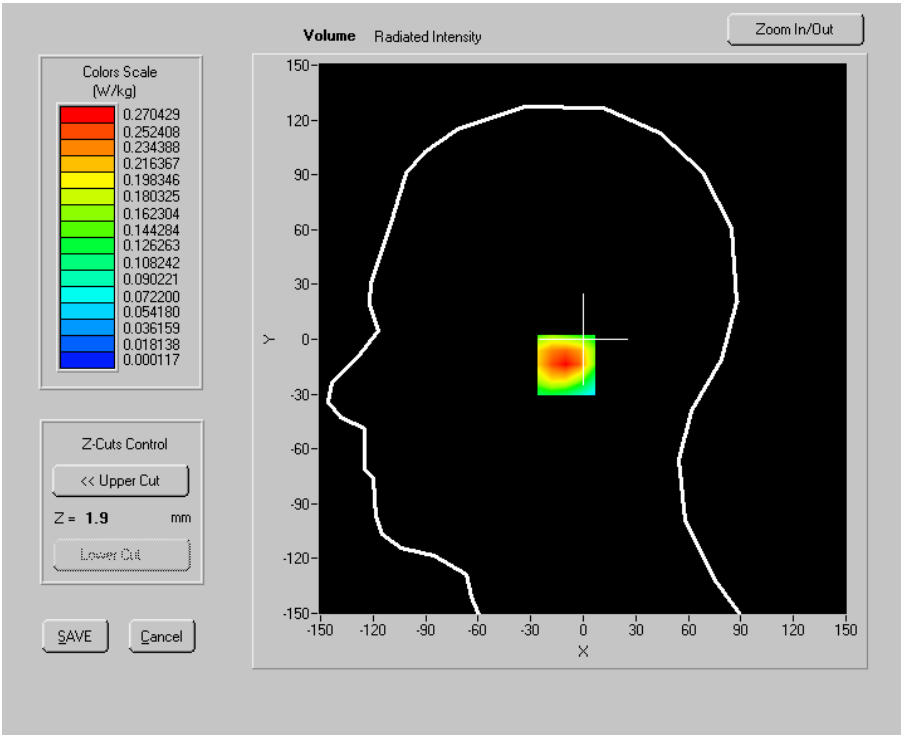 Volume Radiated Intensity
Zoom In/Out
Colors Scale
(W/kg)
0.270429
0.252408
0.234388
0.216367
0.198346
0.180325
0.162304
0.144284
0.126263
0.108242
0.090221
0.072200
0.054180
0.036159
0.018138
0.000117
Z-Cuts Control
<< Upper Cut
Z = 1.9 mm
Lower Cut
SAVE
Cancel
150
120
90
60
30
0
-30
-60
-90
-120
-150
Y
-150 -120 -90 -60 -30 0 30 60 90 120 150
X